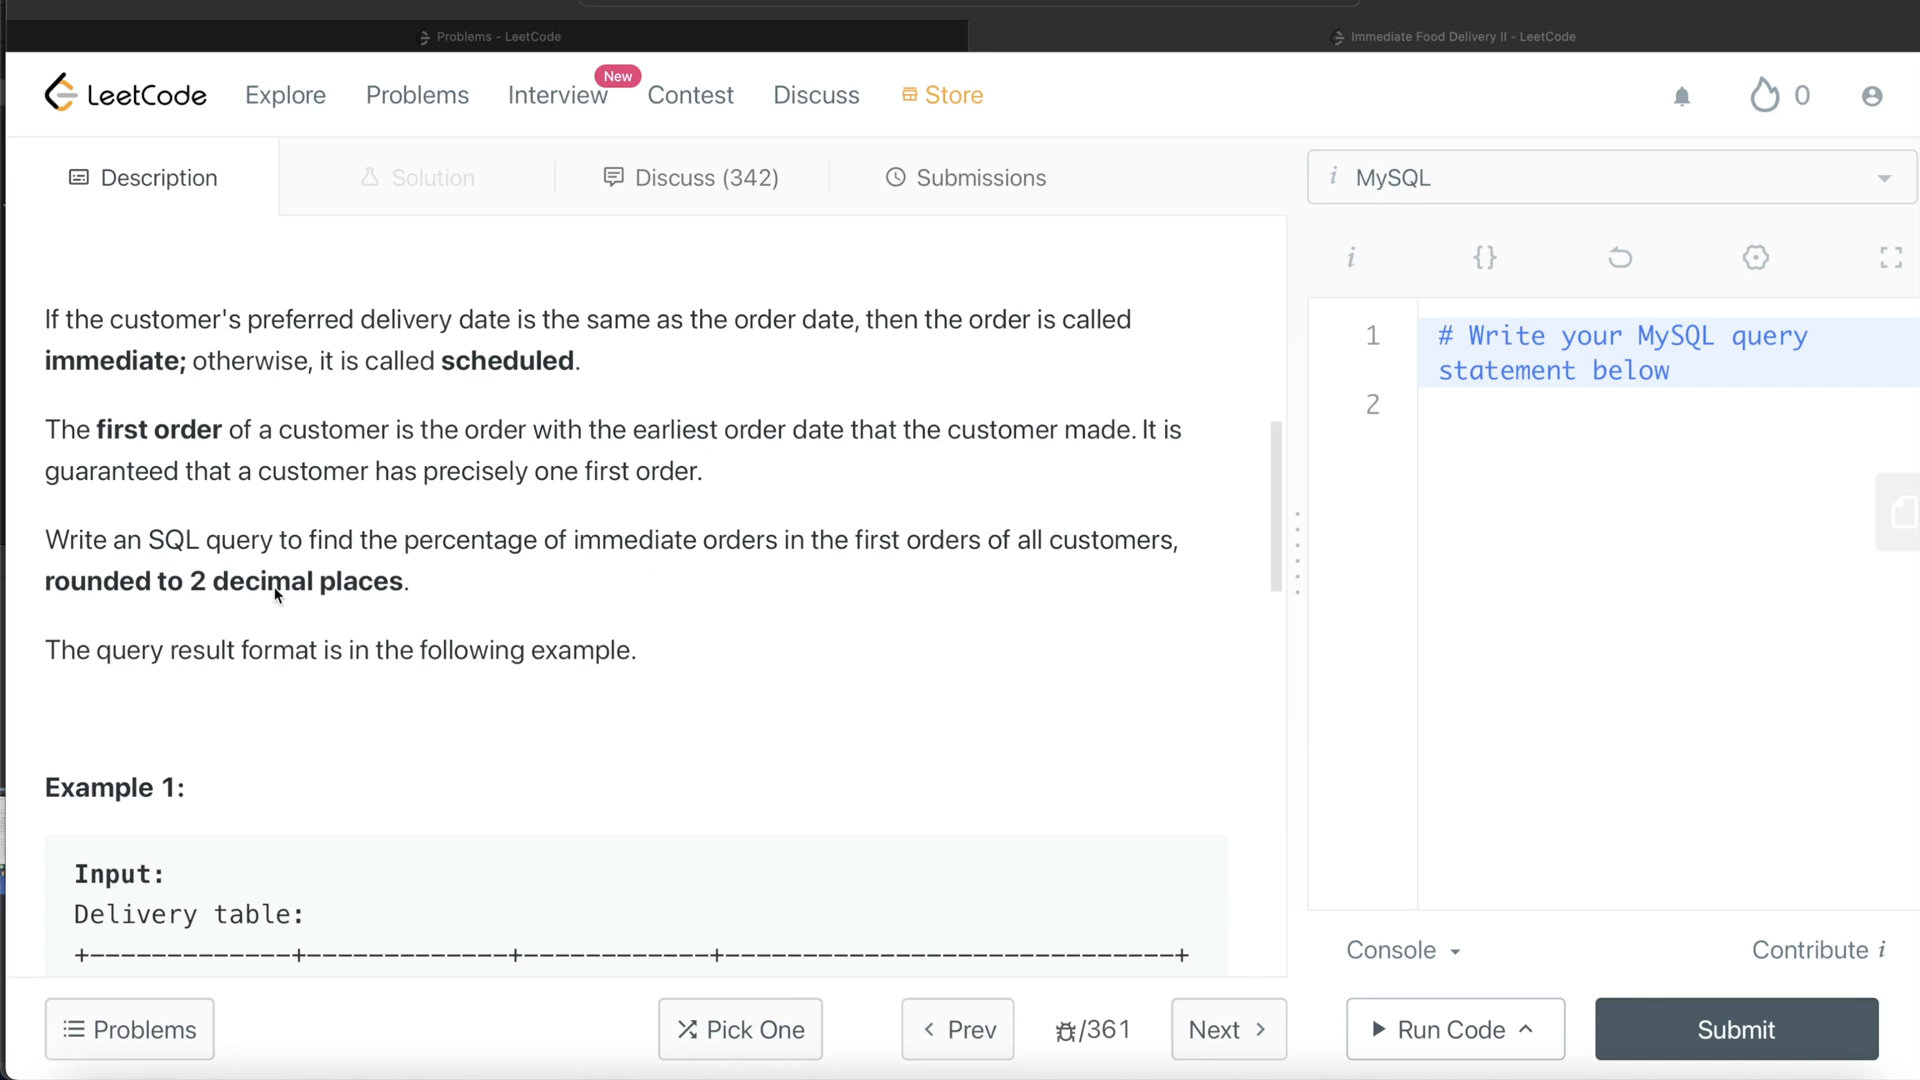 Problems - LeetCode
Immediate Food Delivery II - LeetCode
LeetCode
Explore
Problems
Interview
New
Contest
Discuss
Store
0
Description
Solution
Discuss (342)
Submissions
i MySQL
i
{}
If the customer's preferred delivery date is the same as the order date, then the order is called
immediate; otherwise, it is called scheduled.
The first order of a customer is the order with the earliest order date that the customer made. It is
guaranteed that a customer has precisely one first order.
Write an SQL query to find the percentage of immediate orders in the first orders of all customers,
rounded to 2 decimal places.
The query result format is in the following example.
Example 1:
Input:
Delivery table:
+-------------+-------------+------------+-----------------------------+
1 # Write your MySQL query
statement below
2
Console
Contribute i
Problems
Pick One
Prev
/361
Next
Run Code
Submit